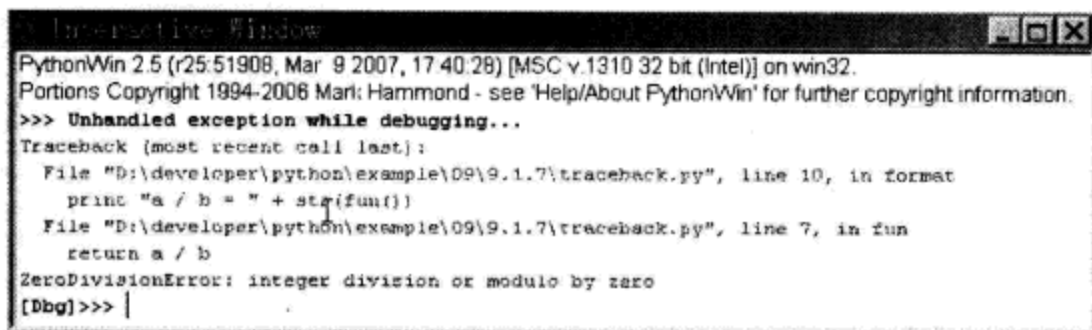 Interactive Window
PythonWin 2.5 (r25:51908, Mar 9 2007, 17:40:28) [MSC v.1310 32 bit (Intel)] on win32.
Portions Copyright 1994-2006 Mark Hammond - see 'Help/About PythonWin' for further copyright information.
>>> Unhandled exception while debugging...
Traceback (most recent call last):
  File "D:\developer\python\example\09\9.1.7\traceback.py", line 10, in format
    print "a / b = " + str(fun())
  File "D:\developer\python\example\09\9.1.7\traceback.py", line 7, in fun
    return a / b
ZeroDivisionError: integer division or modulo by zero
[Dbg]>>>